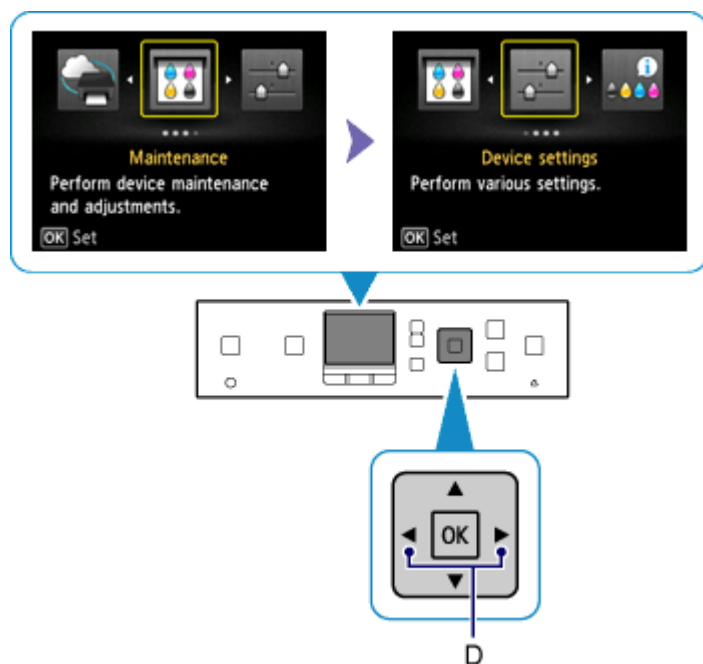 Maintenance
Perform device maintenance
and adjustments.
OK Set
Device settings
Perform various settings.
OK Set
OK
D